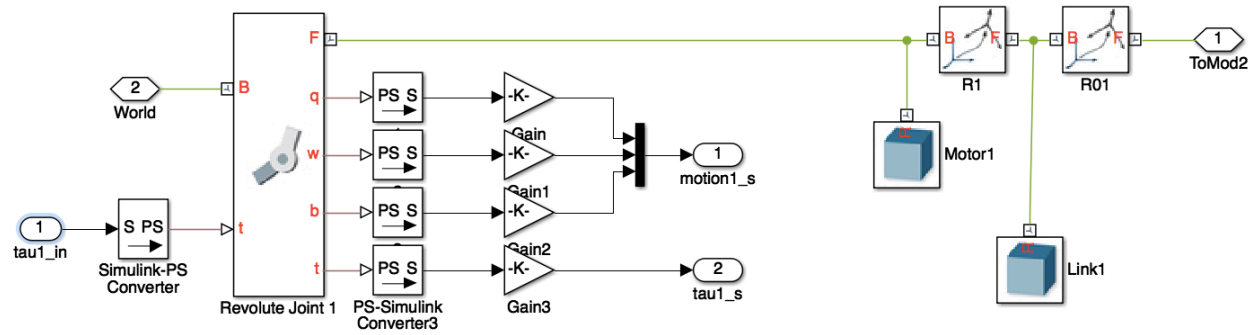 F
B
F
B
F
1
ToMod2
R1
R01
2
World
B
q
PS S
-K-
Gain
R
Motor1
w
PS S
-K-
1
motion1_s
Gain1
b
PS S
-K-
1
tau1_in
S PS
t
Gain2
R
Link1
t
PS S
-K-
2
tau1_s
Simulink-PS
Converter
Revolute Joint 1
PS-Simulink
Converter3
Gain3